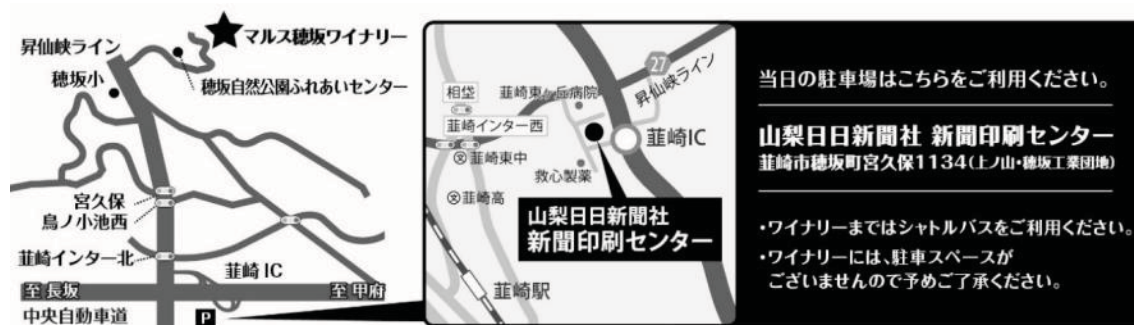 マルス穂坂ワイナリー
昇仙峡ライン
穂坂自然公園ふれあいセンター
穂坂小
宮久保
鳥ノ小池西
韮崎インター北
韮崎 IC
至 長坂
至 甲府
中央自動車道
P
27
昇仙峡ライン
相垈
韮崎東ヶ丘病院
韮崎インター西
韮崎IC
韮崎東中
救心製薬
韮崎高
山梨日日新聞社
新聞印刷センター
韮崎駅
当日の駐車場はこちらをご利用ください。
山梨日日新聞社 新聞印刷センター
韮崎市穂坂町宮久保1134(上ノ山・穂坂工業団地)
・ワイナリーまではシャトルバスをご利用ください。
・ワイナリーには、駐車スペースが
ございませんので予めご了承ください。